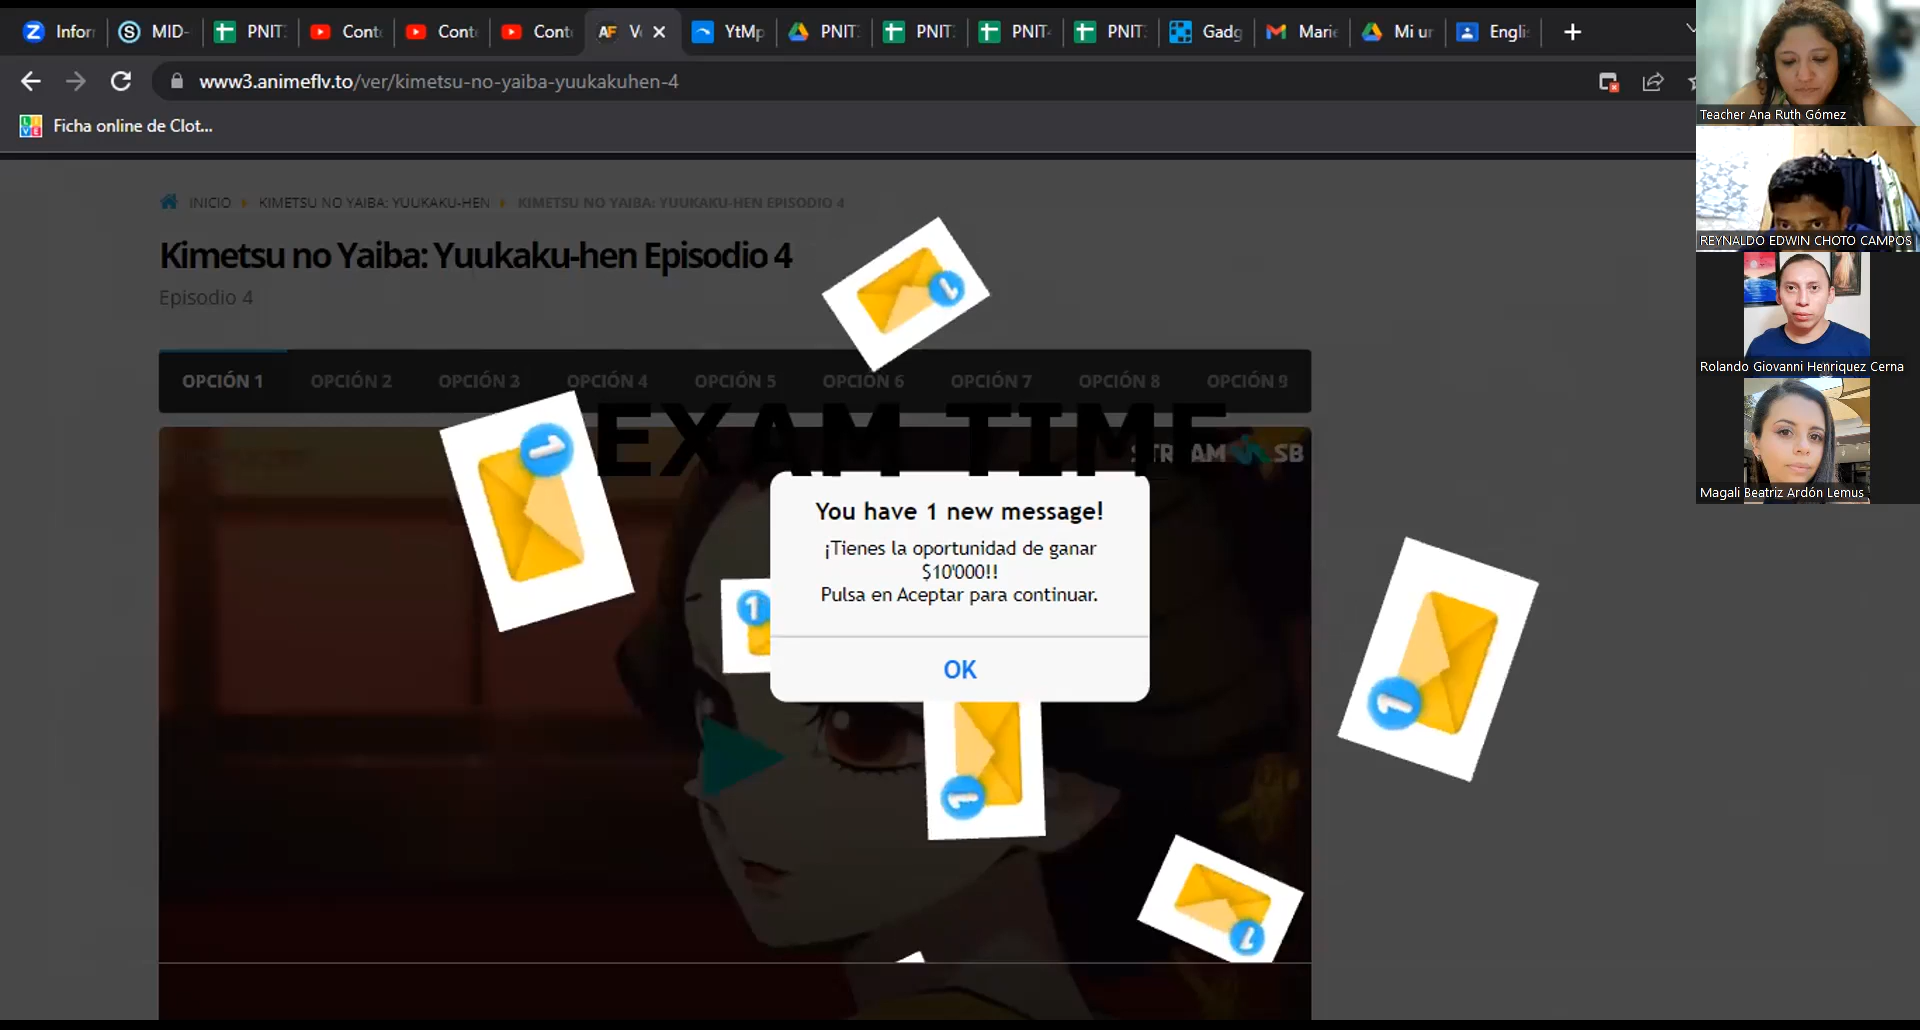 Infor
MID-
PNIT
Cont
Cont
Cont
YtMp
PNIT
PNIT
PNIT
PNIT
Gadg
Marie
Mi un
Englis
www3.animeflv.to/ver/kimetsu-no-yaiba-yuukakuhen-4
Ficha online de Clot...
INICIO
KIMETSU NO YAIBA: YUUKAKU-HEN
KIMETSU NO YAIBA: YUUKAKU-HEN EPISODIO 4
Kimetsu no Yaiba: Yuukaku-hen Episodio 4
Episodio 4
OPCIÓN 1
OPCIÓN 2
OPCIÓN 3
OPCIÓN 4
OPCIÓN 5
OPCIÓN 6
OPCIÓN 7
OPCIÓN 8
OPCIÓN 9
EXAM TIME
STREAM SB
You have 1 new message!
¡Tienes la oportunidad de ganar
$10'000!!
Pulsa en Aceptar para continuar.
OK
Teacher Ana Ruth Gómez
REYNALDO EDWIN CHOTO CAMPOS
Rolando Giovanni Henriquez Cerna
Magali Beatriz Ardón Lemus